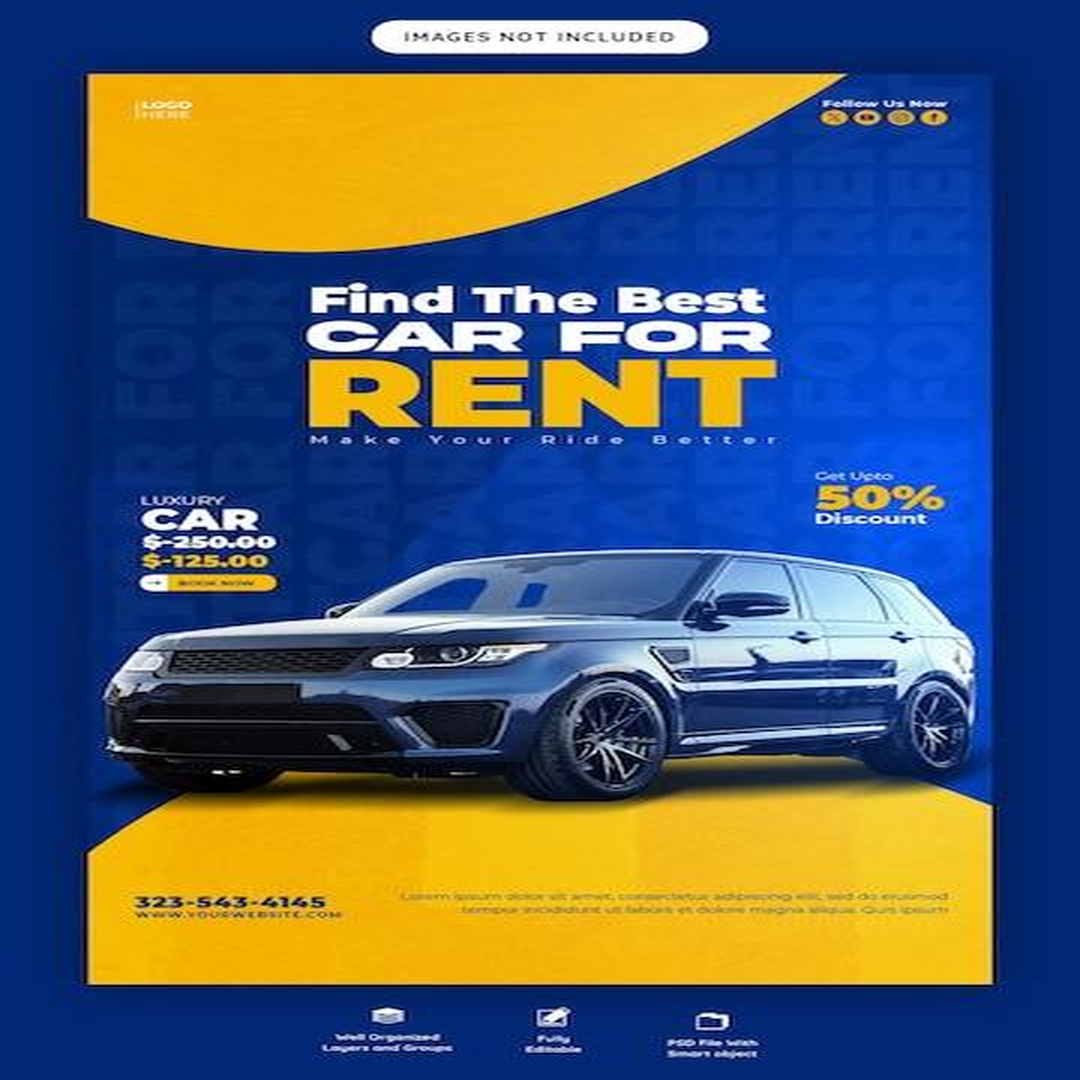 IMAGES NOT INCLUDED
LOGO
HERE
Follow Us Now
Find The Best
CAR FOR
RENT
Make Your Ride Better
LUXURY
CAR
$-250.00
$-125.00
BOOK NOW
Get Upto
50%
Discount
323-543-4145
WWW.YOURWEBSITE.COM
Lorem ipsum dolor sit amet, consectetur adipiscing elit, sed do eiusmod
tempor incididunt ut labore et dolore magna aliqua. Quis ipsum
Well Organized
Layers and Groups
Fully
Editable
PSD File With
Smart object